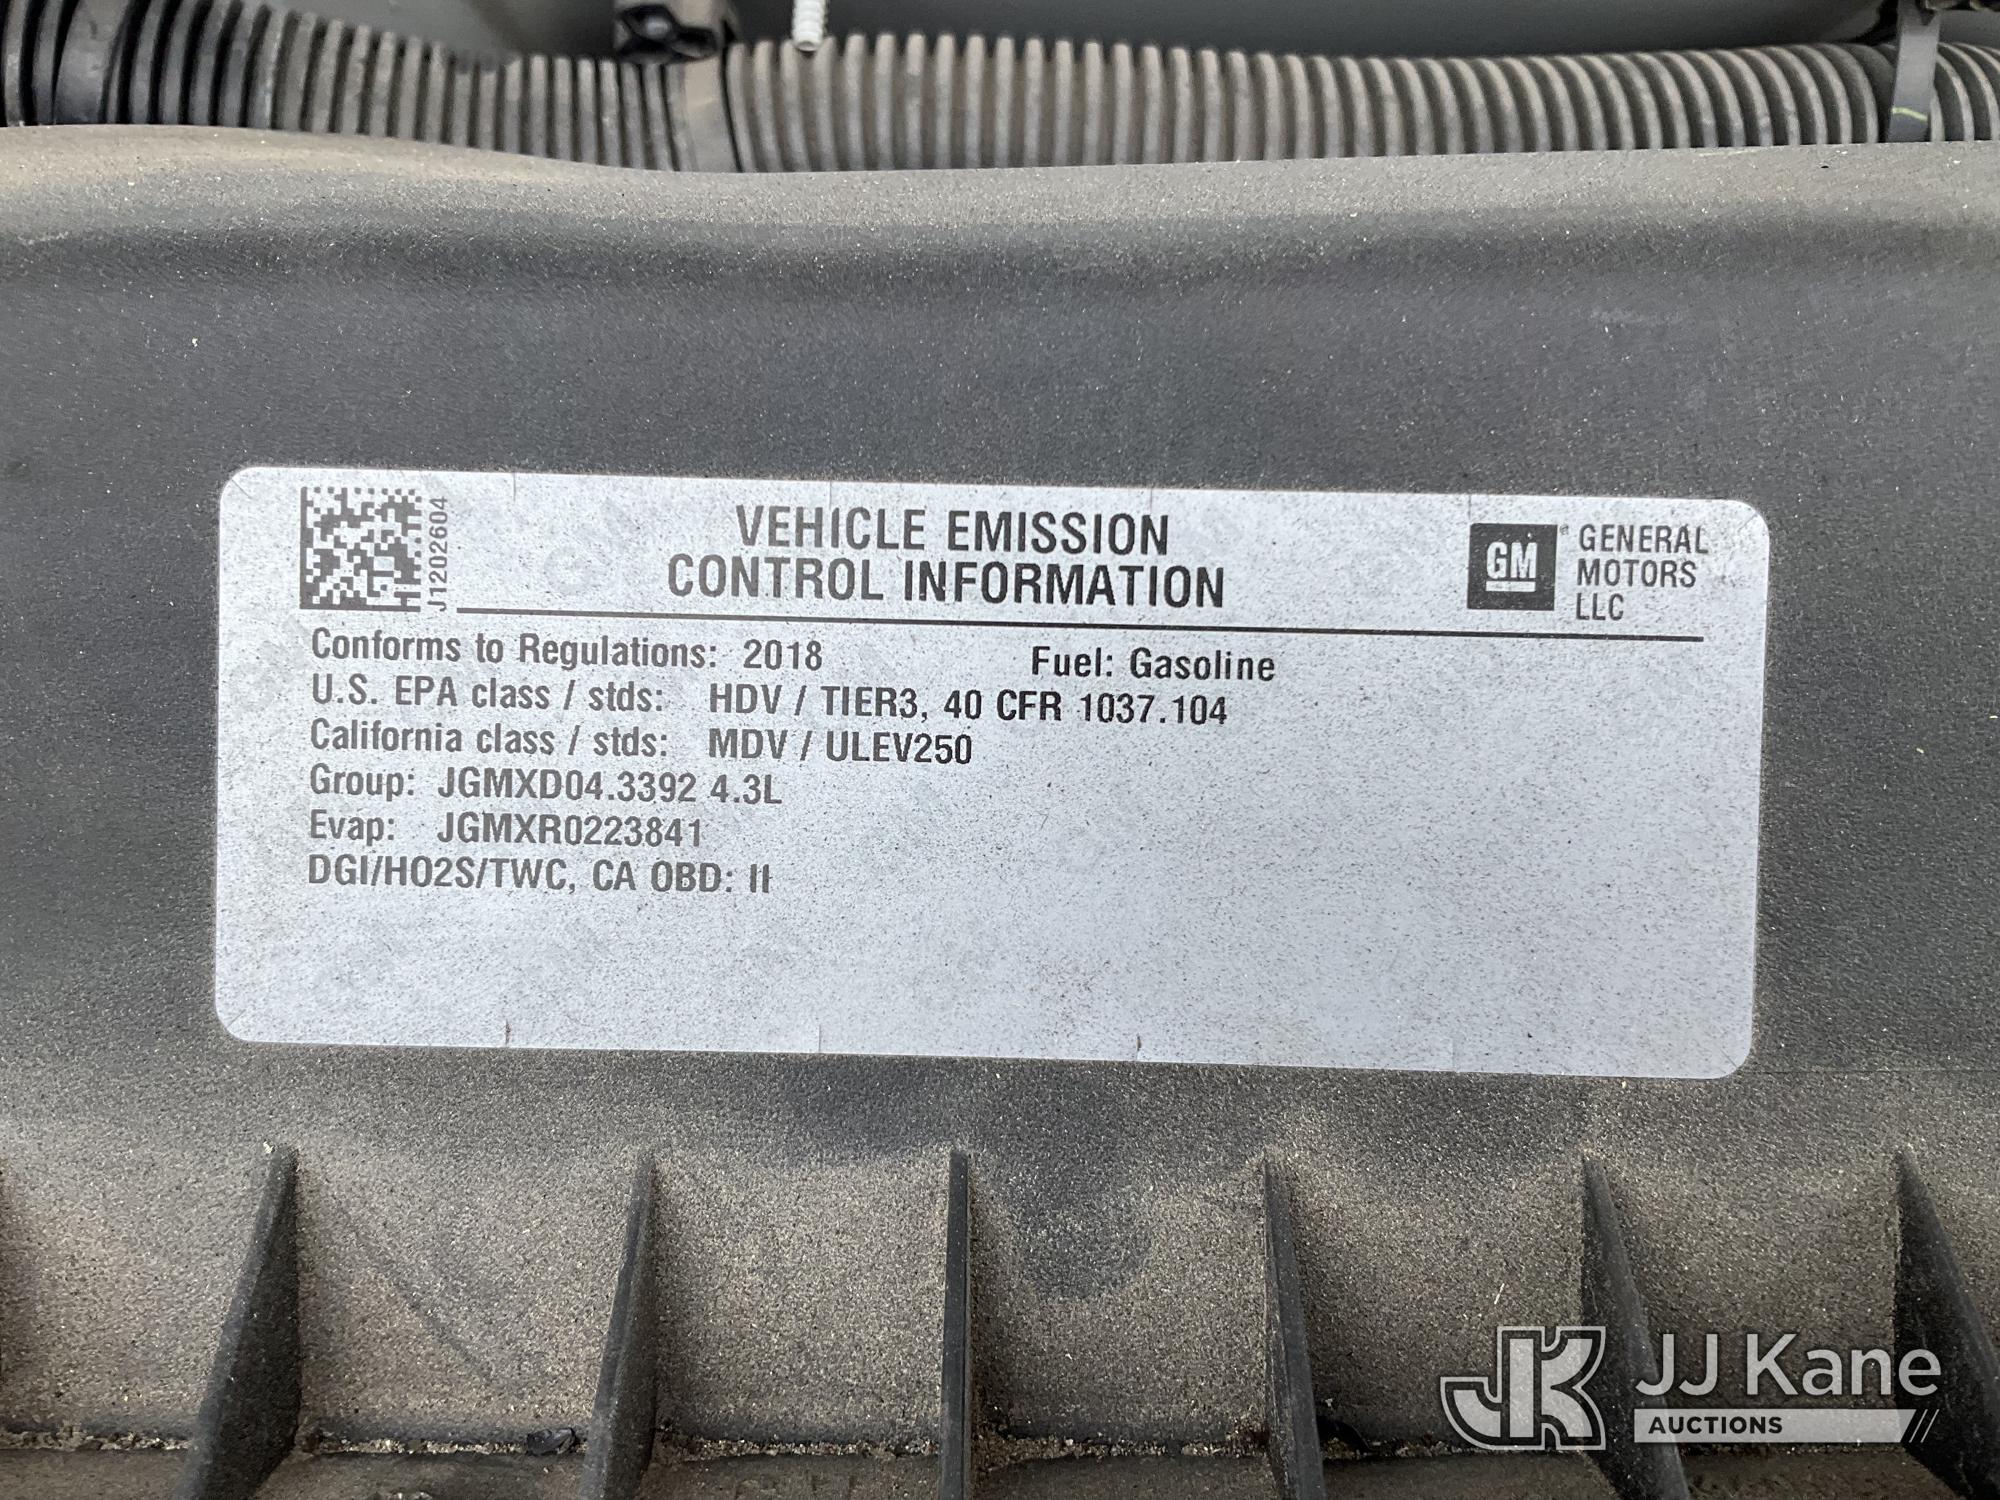 J1202604
VEHICLE EMISSION
CONTROL INFORMATION
GM
GENERAL
MOTORS
LLC
Conforms to Regulations: 2018 Fuel: Gasoline
U.S. EPA class / stds: HDV / TIER3, 40 CFR 1037.104
California class / stds: MDV / ULEV250
Group: JGMXD04.3392 4.3L
Evap: JGMXR0223841
DGI/HO2S/TWC, CA OBD: II
JK JJ Kane
AUCTIONS